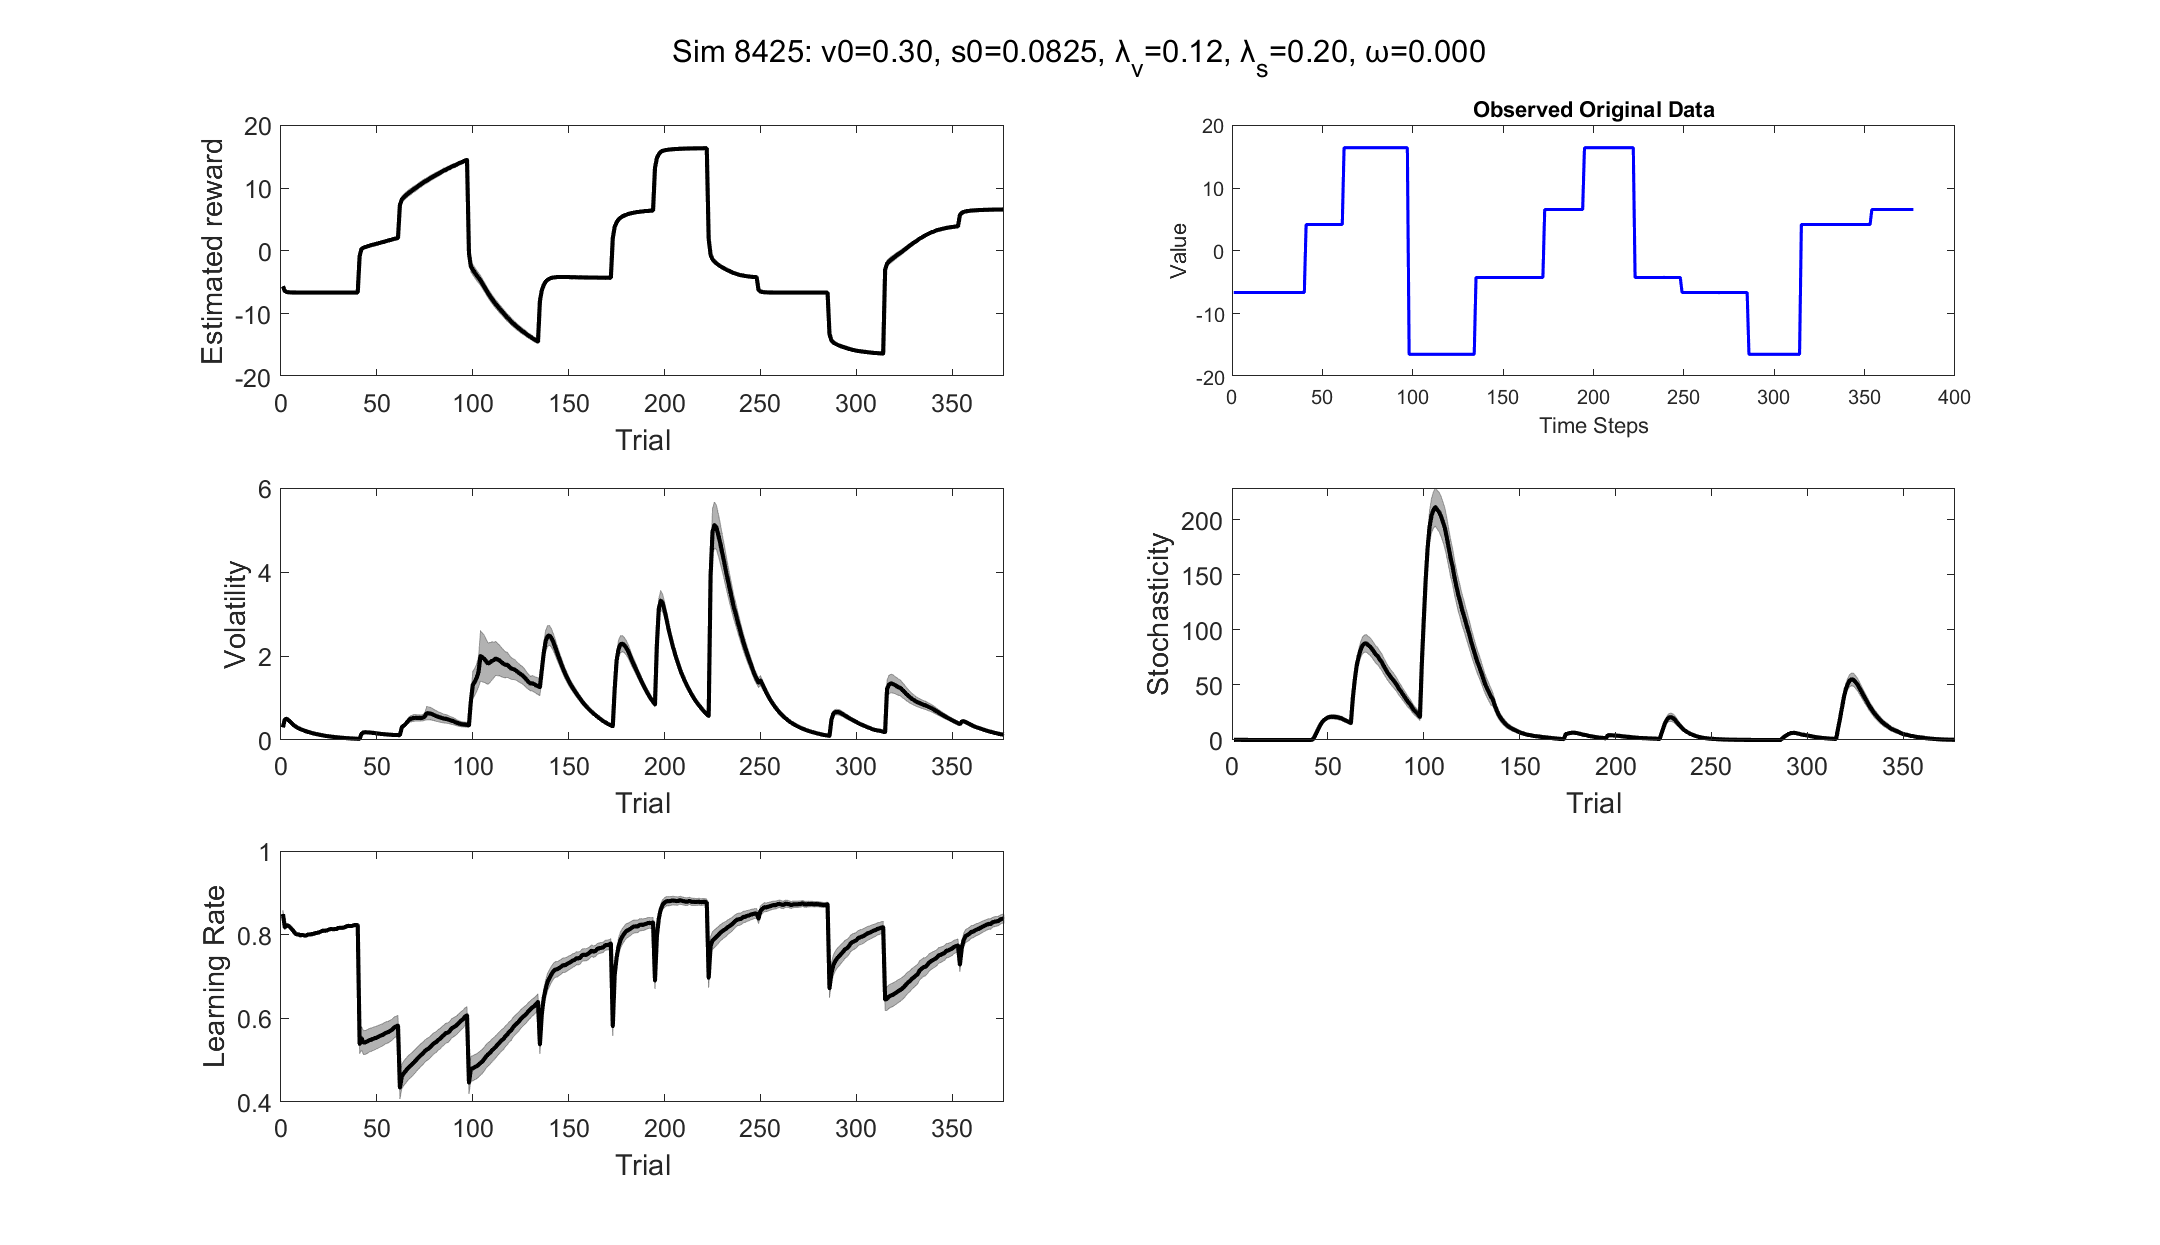 Sim 8425: v0=0.30, s0=0.0825, λv=0.12, λs=0.20, ω=0.000
20
10
0
-10
-20
Estimated reward
0 50 100 150 200 250 300 350
Trial
Observed Original Data
20
10
0
-10
-20
Value
0 50 100 150 200 250 300 350 400
Time Steps
6
4
2
0
Volatility
0 50 100 150 200 250 300 350
Trial
200
150
100
50
0
Stochasticity
0 50 100 150 200 250 300 350
Trial
1
0.8
0.6
0.4
Learning Rate
0 50 100 150 200 250 300 350
Trial